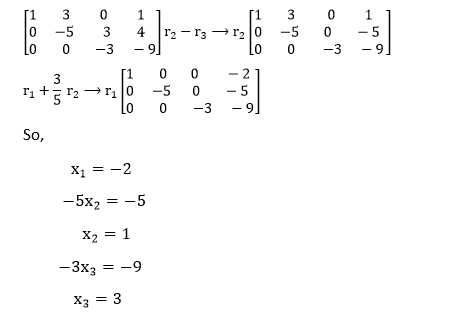 [1 3 0 1
0 −5 3 4
0 0 −3 −9] r₂ − r₃ ⟶ r₂ [1 3 0 1
0 −5 0 −5
0 0 −3 −9]
r₁ + 3/5 r₂ ⟶ r₁ [1 0 0 −2
0 −5 0 −5
0 0 −3 −9]
So,
x₁ = −2
−5x₂ = −5
x₂ = 1
−3x₃ = −9
x₃ = 3